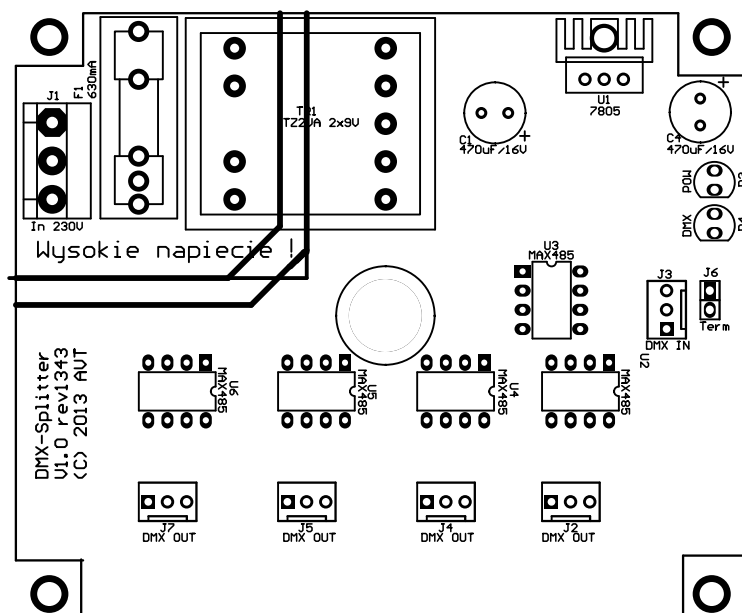 J1
F1
630mA
TR1
TZ2VA 2x9V
C1
470uF/16V
U1
7805
C4
470uF/16V
In 230V
POW
DMX
Wysokie napiecie !
U3
MAX485
J3
J6
DMX IN
Term
U2
MAX485
U6
MAX485
U5
MAX485
U4
MAX485
DMX-Splitter
V1.0 rev1343
(C) 2013 AVT
J7
DMX OUT
J5
DMX OUT
J4
DMX OUT
J2
DMX OUT